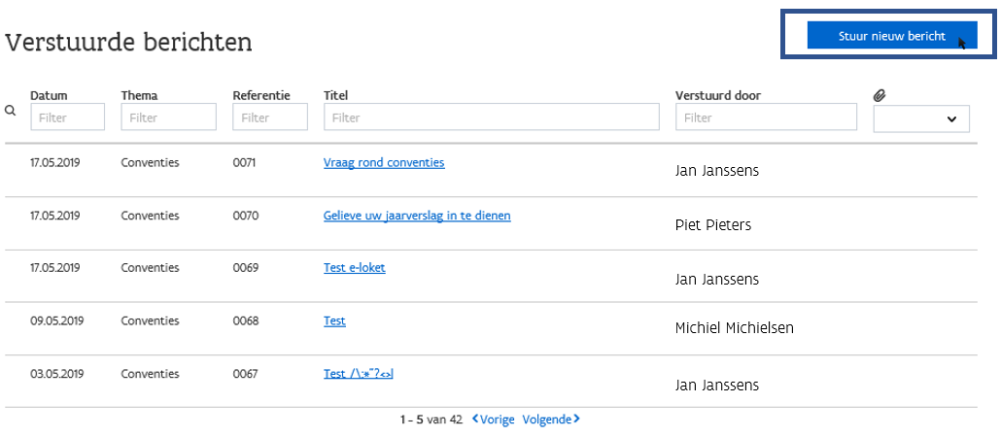 Verstuurde berichten
Stuur nieuw bericht
Datum Thema Referentie Titel Verstuurd door
Filter Filter Filter Filter Filter
17.05.2019 Conventies 0071 Vraag rond conventies Jan Janssens
17.05.2019 Conventies 0070 Gelieve uw jaarverslag in te dienen Piet Pieters
17.05.2019 Conventies 0069 Test e-loket Jan Janssens
09.05.2019 Conventies 0068 Test Michiel Michielsen
03.05.2019 Conventies 0067 Test /\:*"?<>| Jan Janssens
1 - 5 van 42 Vorige Volgende